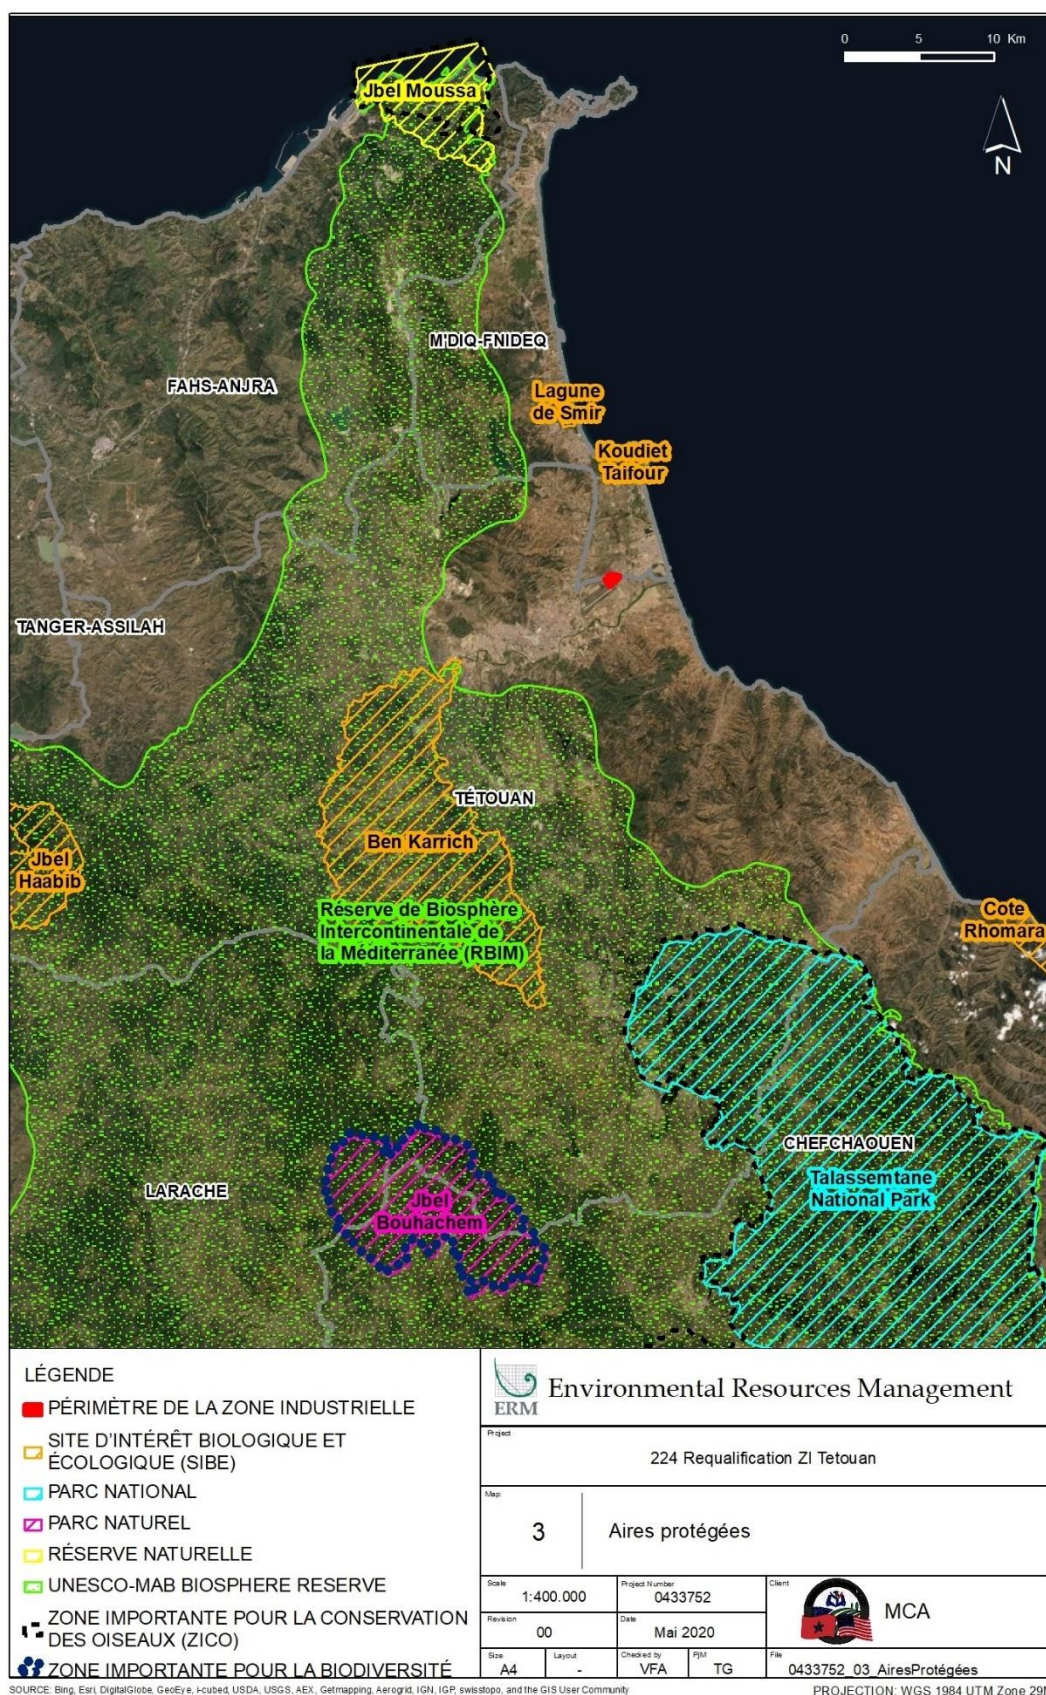 0 5 10 Km
N
Jbel Moussa
M'DIQ-FNIDEQ
FAHS-ANJRA
Lagune
de Smir
Koudiet
Taifour
TANGER-ASSILAH
TÉTOUAN
Ben Karrich
Jbel
Haabib
Réserve de Biosphère
Intercontinentale de
la Méditerranée (RBIM)
Cote
Rhomara
CHEFCHAOUEN
Talassemtane
National Park
LARACHE
Jbel
Bouhachem
LÉGENDE
PÉRIMÈTRE DE LA ZONE INDUSTRIELLE
SITE D'INTÉRÊT BIOLOGIQUE ET
ÉCOLOGIQUE (SIBE)
PARC NATIONAL
PARC NATUREL
RÉSERVE NATURELLE
UNESCO-MAB BIOSPHERE RESERVE
ZONE IMPORTANTE POUR LA CONSERVATION
DES OISEAUX (ZICO)
ZONE IMPORTANTE POUR LA BIODIVERSITÉ
ERM
Environmental Resources Management
Project
224 Requalification ZI Tetouan
Map:
3 Aires protégées
Scale
1:400.000
Project Number
0433752
Client
MCA
Revision
00
Date
Mai 2020
Size
A4
Layout
-
Checked by
VFA
PjM
TG
File
0433752_03_AiresProtégées
SOURCE: Bing, Esri, DigitalGlobe, GeoEye, i-cubed, USDA, USGS, AEX, Getmapping, Aerogrid, IGN, IGP, swisstopo, and the GIS User Community
PROJECTION: WGS 1984 UTM Zone 29N